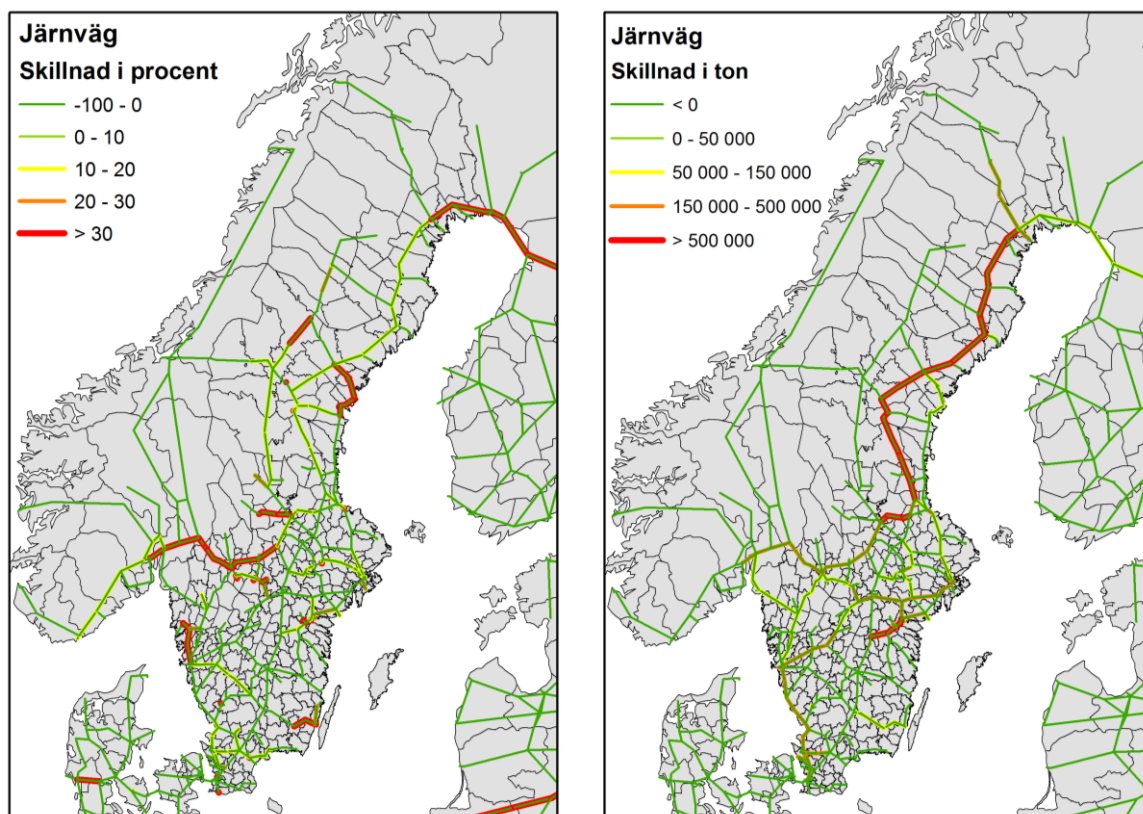 Järnväg
Skillnad i procent
-100 - 0
0 - 10
10 - 20
20 - 30
> 30
Järnväg
Skillnad i ton
< 0
0 - 50 000
50 000 - 150 000
150 000 - 500 000
> 500 000